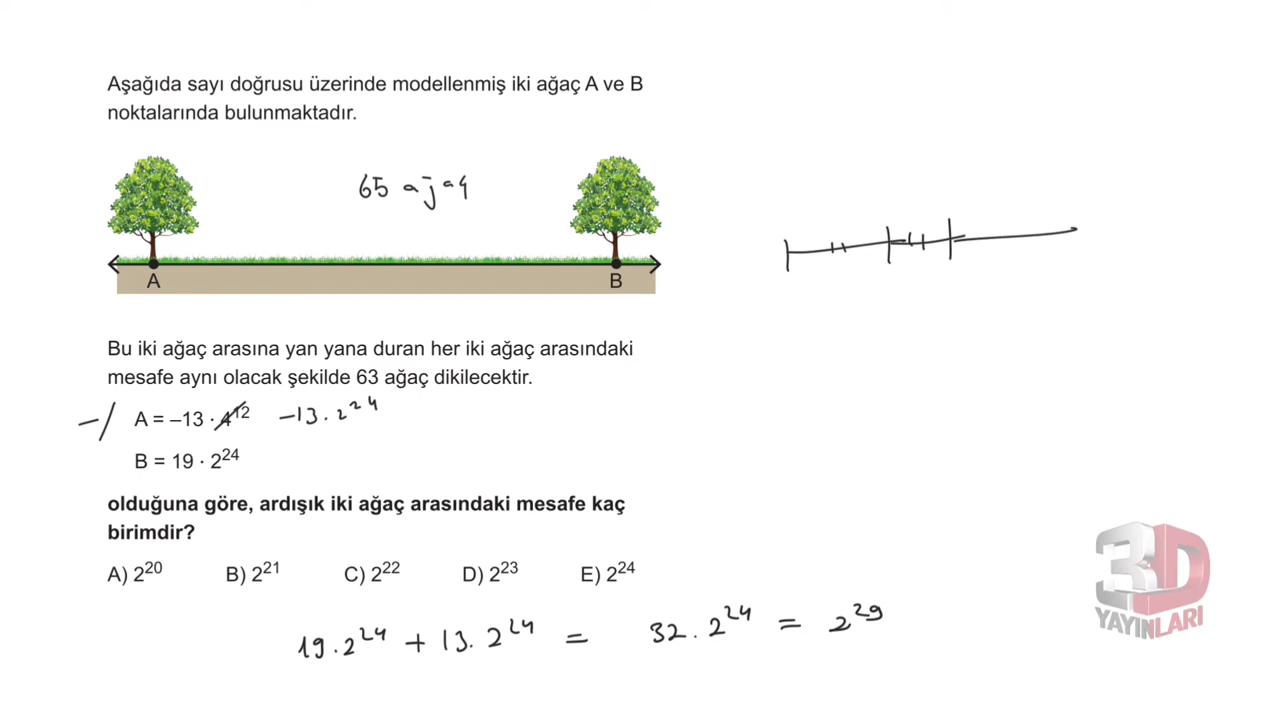 Aşağıda sayı doğrusu üzerinde modellenmiş iki ağaç A ve B
noktalarında bulunmaktadır.
65 ağaç
A
B
Bu iki ağaç arasına yan yana duran her iki ağaç arasındaki
mesafe aynı olacak şekilde 63 ağaç dikilecektir.
–/ A = –13 · 4¹² –13 . 2²⁴
B = 19 · 2²⁴
olduğuna göre, ardışık iki ağaç arasındaki mesafe kaç
birimdir?
A) 2²⁰ B) 2²¹ C) 2²² D) 2²³ E) 2²⁴
19 . 2²⁴ + 13 . 2²⁴ = 32 . 2²⁴ = 2²⁹
3D
YAYINLARI